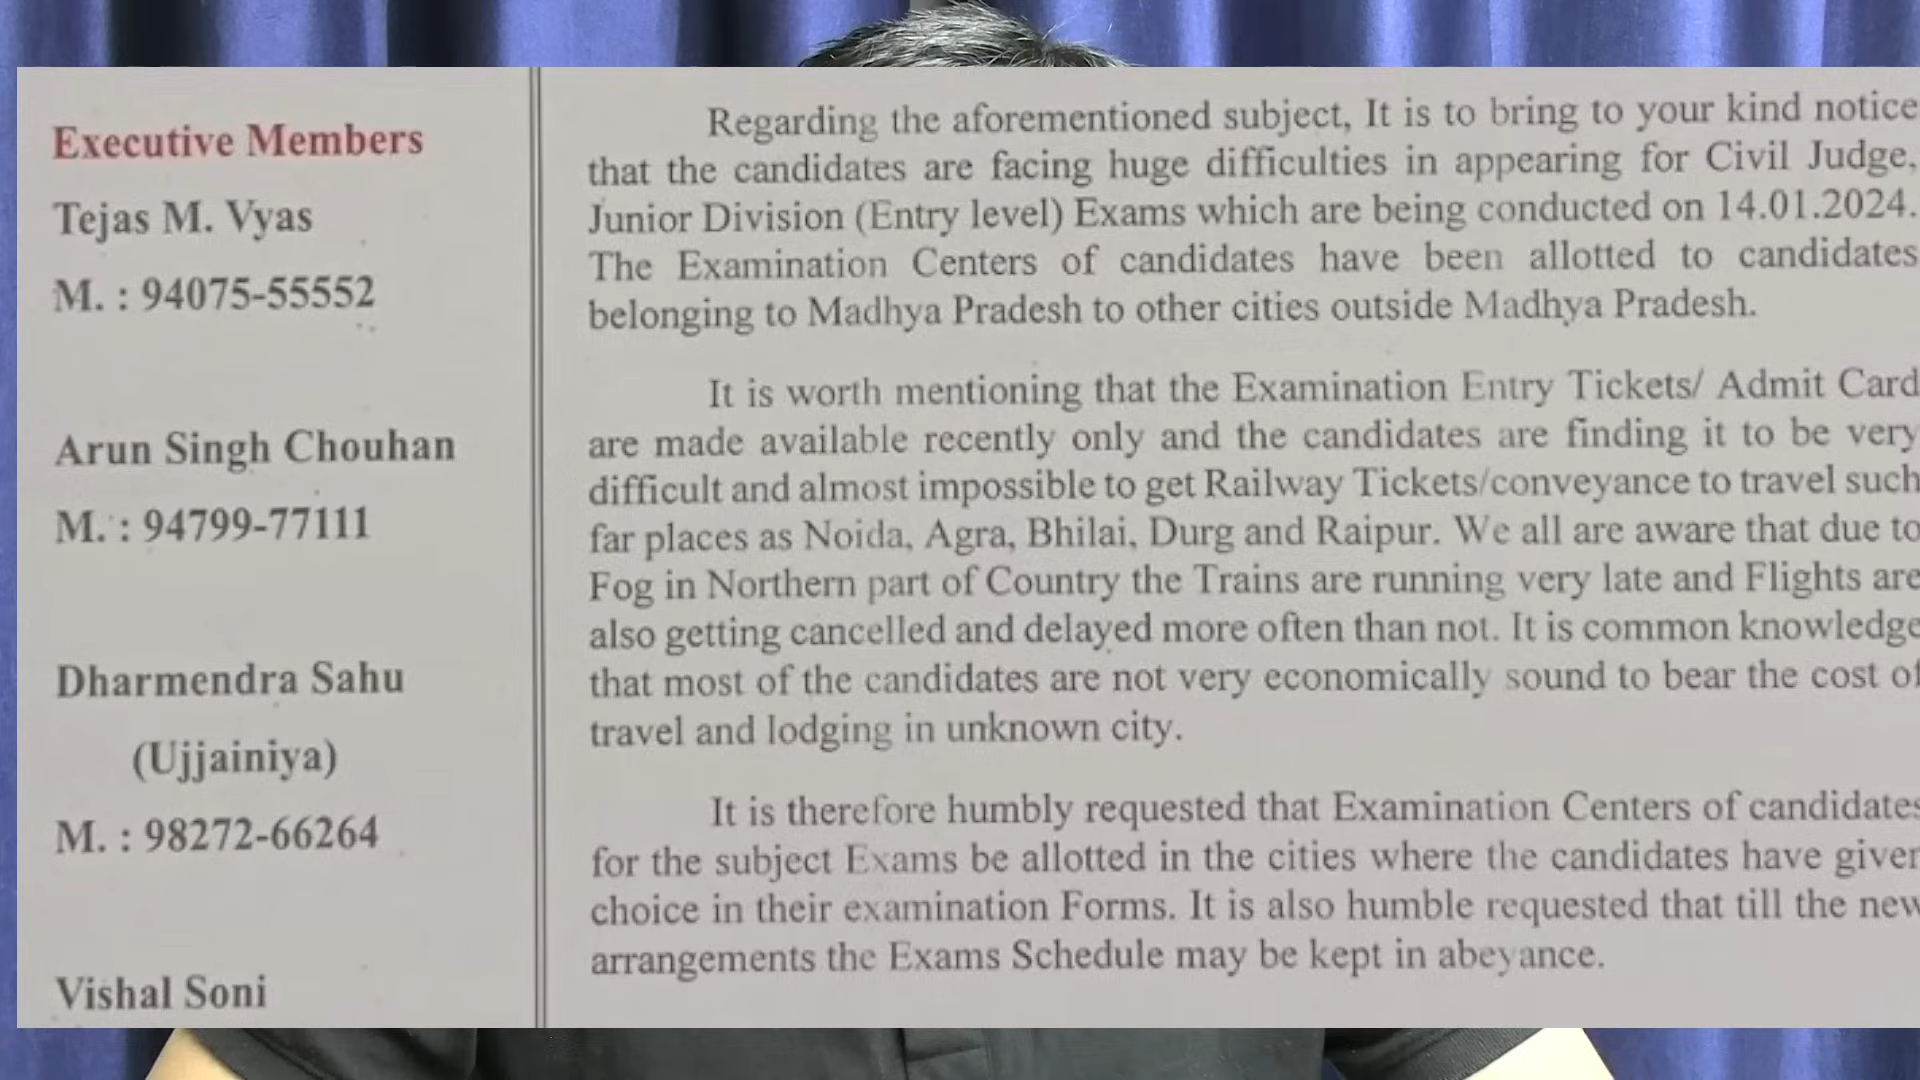 Executive Members
Tejas M. Vyas
M. : 94075-55552
Arun Singh Chouhan
M. : 94799-77111
Dharmendra Sahu
(Ujjainiya)
M. : 98272-66264
Vishal Soni
Regarding the aforementioned subject, It is to bring to your kind notice
that the candidates are facing huge difficulties in appearing for Civil Judge,
Junior Division (Entry level) Exams which are being conducted on 14.01.2024.
The Examination Centers of candidates have been allotted to candidates
belonging to Madhya Pradesh to other cities outside Madhya Pradesh.
It is worth mentioning that the Examination Entry Tickets/ Admit Card
are made available recently only and the candidates are finding it to be very
difficult and almost impossible to get Railway Tickets/conveyance to travel such
far places as Noida, Agra, Bhilai, Durg and Raipur. We all are aware that due to
Fog in Northern part of Country the Trains are running very late and Flights are
also getting cancelled and delayed more often than not. It is common knowledge
that most of the candidates are not very economically sound to bear the cost of
travel and lodging in unknown city.
It is therefore humbly requested that Examination Centers of candidates
for the subject Exams be allotted in the cities where the candidates have given
choice in their examination Forms. It is also humble requested that till the new
arrangements the Exams Schedule may be kept in abeyance.